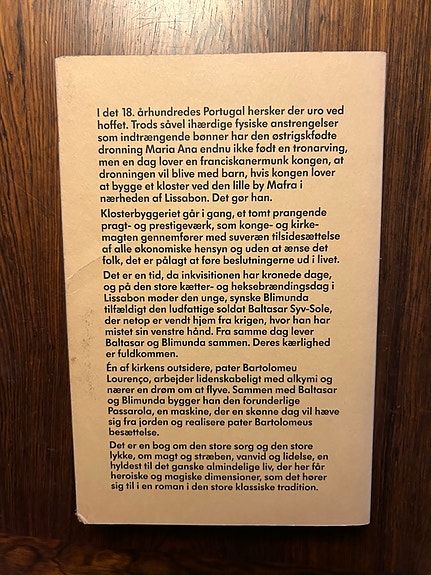 I det 18. århundredes Portugal hersker der uro ved
hoffet. Trods såvel ihærdige fysiske anstrengelser
som indtrængende bønner har den østrigskfødte
dronning Maria Ana endnu ikke født en tronarving,
men en dag lover en franciskanermunk kongen, at
dronningen vil blive med barn, hvis kongen lover
at bygge et kloster ved den lille by Mafra i
nærheden af Lissabon. Det gør han.
Klosterbyggeriet går i gang, et tomt prangende
pragt- og prestigeværk, som konge- og kirke-
magten gennemfører med suveræn tilsidesættelse
af alle økonomiske hensyn og uden at ænse det
folk, det er pålagt at føre beslutningerne ud i livet.
Det er en tid, da inkvisitionen har kronede dage,
og på den store kætter- og heksebrændingsdag i
Lissabon møder den unge, synske Blimunda
tilfældigt den ludfattige soldat Baltasar Syv-Sole,
der netop er vendt hjem fra krigen, hvor han har
mistet sin venstre hånd. Fra samme dag lever
Baltasar og Blimunda sammen. Deres kærlighed
er fuldkommen.
Én af kirkens outsidere, pater Bartolomeu
Lourenço, arbejder lidenskabeligt med alkymi og
nærer en drøm om at flyve. Sammen med Baltasar
og Blimunda bygger han den forunderlige
Passarola, en maskine, der en skønne dag vil hæve
sig fra jorden og realisere pater Bartolomeus
besættelse.
Det er en bog om den store sorg og den store
lykke, om magt og stræben, vanvid og lidelse, en
hyldest til det ganske almindelige liv, der her får
heroiske og magiske dimensioner, som det hører
sig til i en roman i den store klassiske tradition.